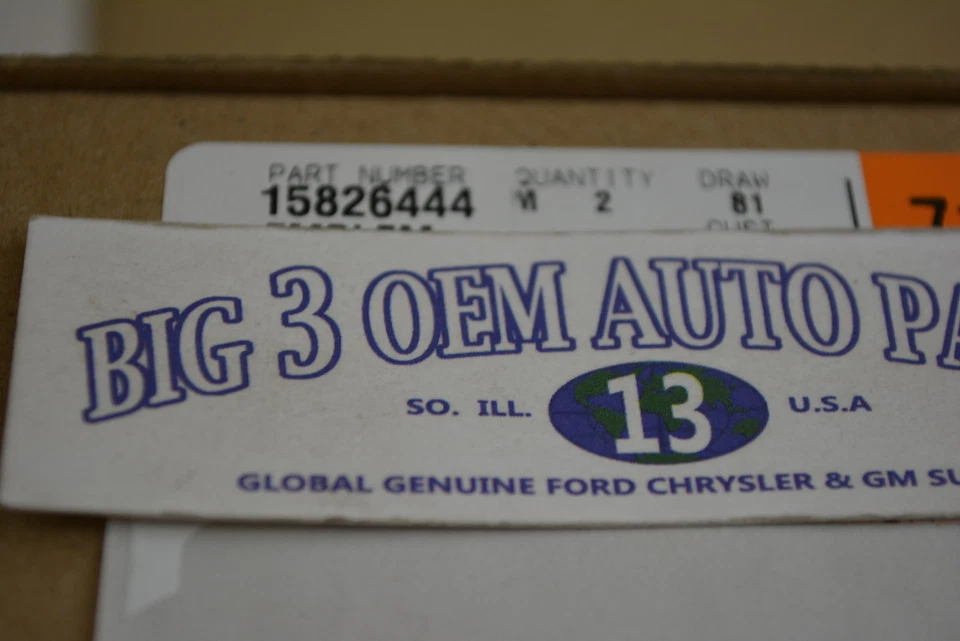 PART NUMBER QUANTITY DRAW
15826444 2 81
BIG 3 OEM AUTO PA
SO. ILL. 13 U.S.A
GLOBAL GENUINE FORD CHRYSLER & GM SU